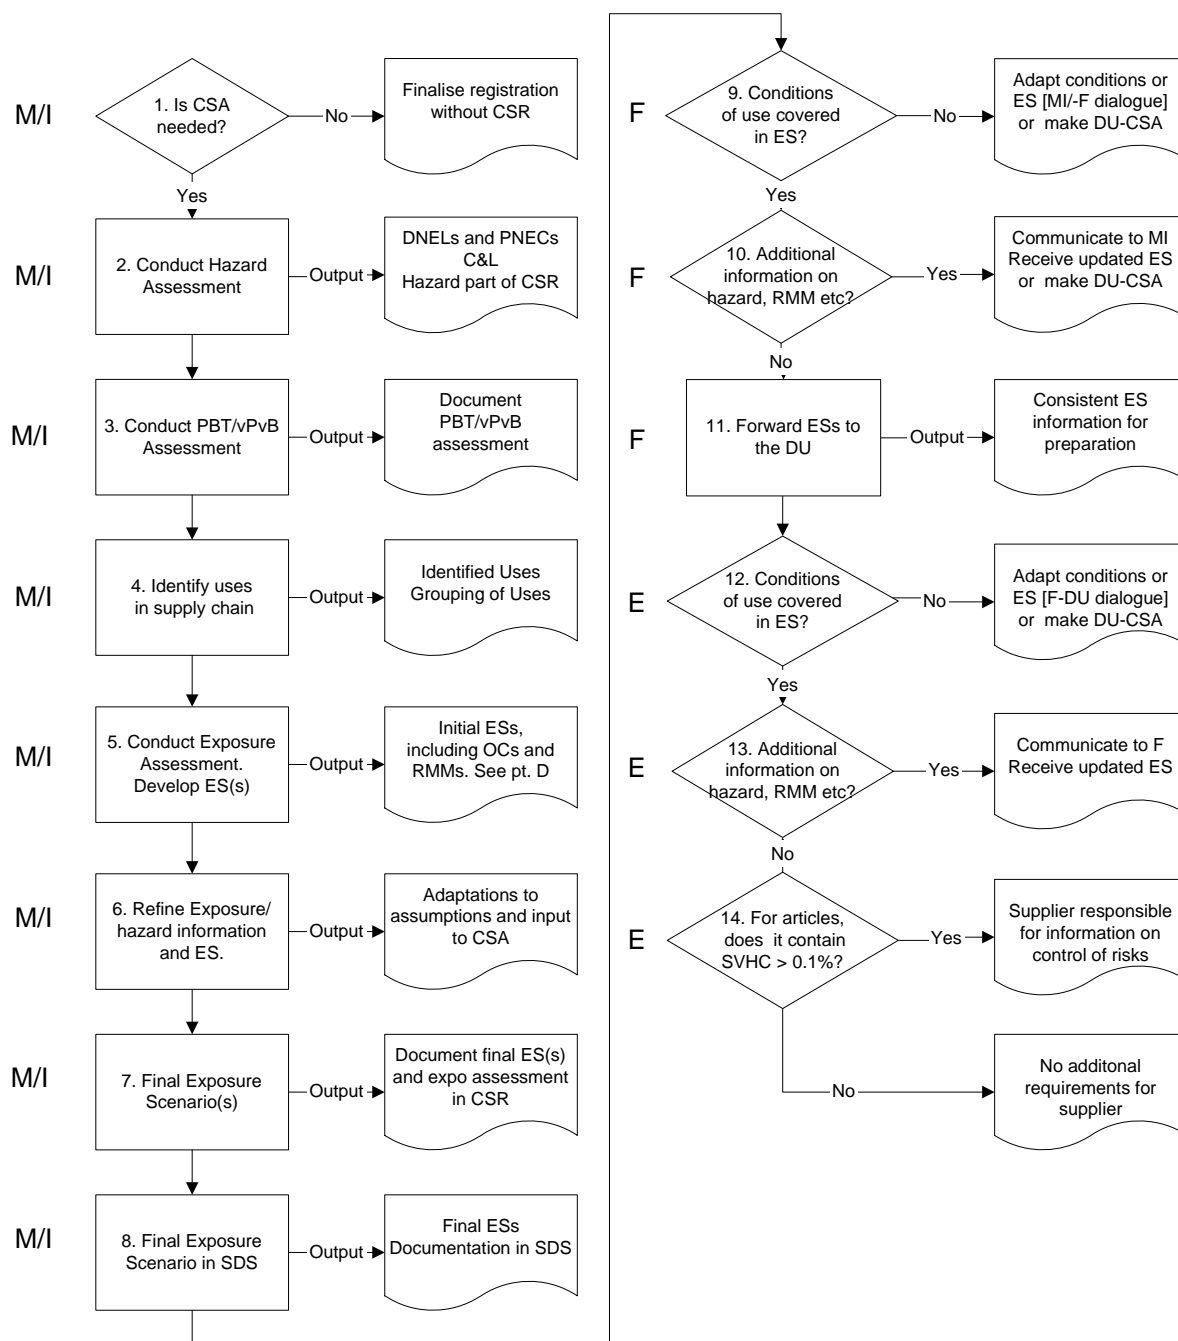 M/I
1. Is CSA
needed?
No
Finalise registration
without CSR
Yes
M/I
2. Conduct Hazard
Assessment
Output
DNELs and PNECs
C&L
Hazard part of CSR
M/I
3. Conduct PBT/vPvB
Assessment
Output
Document
PBT/vPvB
assessment
M/I
4. Identify uses
in supply chain
Output
Identified Uses
Grouping of Uses
M/I
5. Conduct Exposure
Assessment.
Develop ES(s)
Output
Initial ESs,
including OCs and
RMMs. See pt. D
M/I
6. Refine Exposure/
hazard information
and ES.
Output
Adaptations to
assumptions and input
to CSA
M/I
7. Final Exposure
Scenario(s)
Output
Document final ES(s)
and expo assessment
in CSR
M/I
8. Final Exposure
Scenario in SDS
Output
Final ESs
Documentation in SDS
F
9. Conditions
of use covered
in ES?
No
Adapt conditions or
ES [MI/-F dialogue]
or make DU-CSA
Yes
F
10. Additional
information on
hazard, RMM etc?
Yes
Communicate to MI
Receive updated ES
or make DU-CSA
No
F
11. Forward ESs to
the DU
Output
Consistent ES
information for
preparation
E
12. Conditions
of use covered
in ES?
No
Adapt conditions or
ES [F-DU dialogue]
or make DU-CSA
Yes
E
13. Additional
information on
hazard, RMM etc?
Yes
Communicate to F
Receive updated ES
No
E
14. For articles,
does it contain
SVHC > 0.1%?
Yes
Supplier responsible
for information on
control of risks
No
No additonal
requirements for
supplier